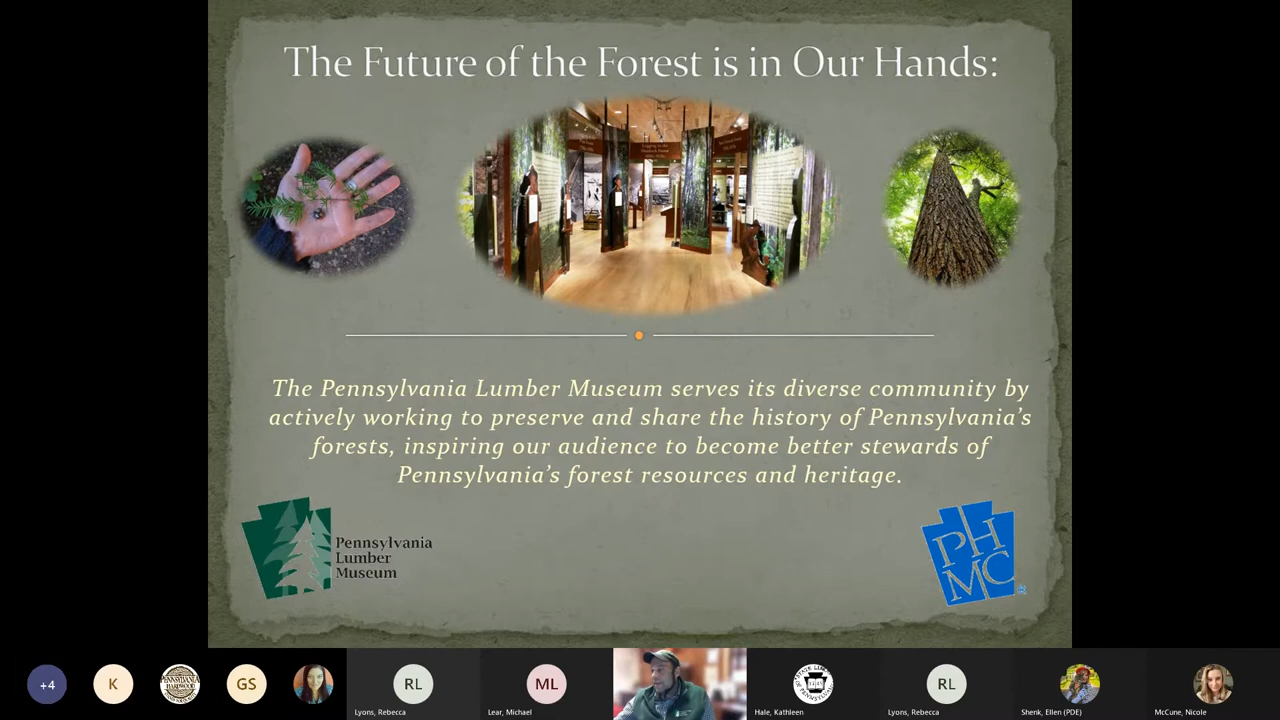 The Future of the Forest is in Our Hands:
The Pennsylvania Lumber Museum serves its diverse community by
actively working to preserve and share the history of Pennsylvania's
forests, inspiring our audience to become better stewards of
Pennsylvania's forest resources and heritage.
Pennsylvania
Lumber
Museum
PH
MC
+4
K
GS
RL
ML
RL
Lyons, Rebecca
Lear, Michael
Hale, Kathleen
Lyons, Rebecca
Shenk, Ellen (PDE)
McCune, Nicole